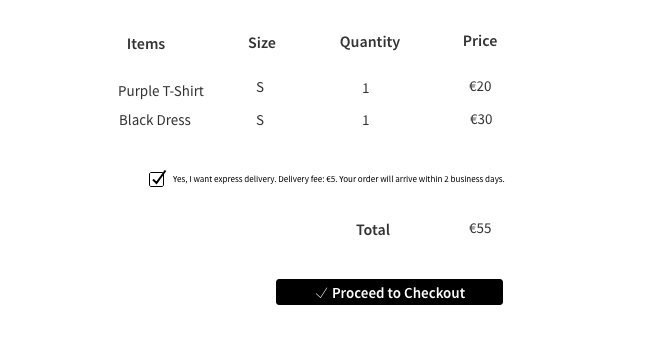 Items Size Quantity Price
Purple T-Shirt S 1 €20
Black Dress S 1 €30
Yes, I want express delivery. Delivery fee: €5. Your order will arrive within 2 business days.
Total €55
Proceed to Checkout